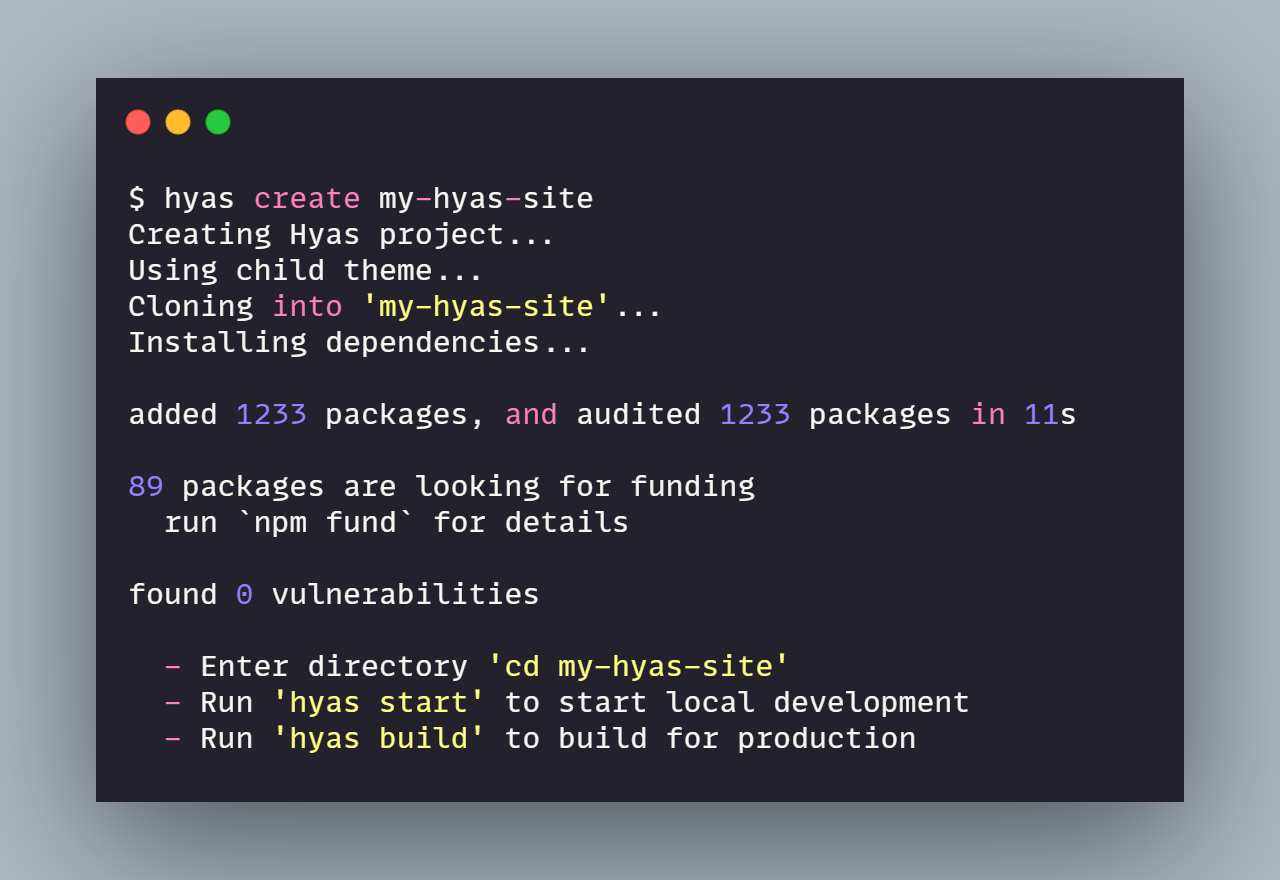 $ hyas create my-hyas-site
Creating Hyas project...
Using child theme...
Cloning into 'my-hyas-site'...
Installing dependencies...
added 1233 packages, and audited 1233 packages in 11s
89 packages are looking for funding
  run `npm fund` for details
found 0 vulnerabilities
  - Enter directory 'cd my-hyas-site'
  - Run 'hyas start' to start local development
  - Run 'hyas build' to build for production